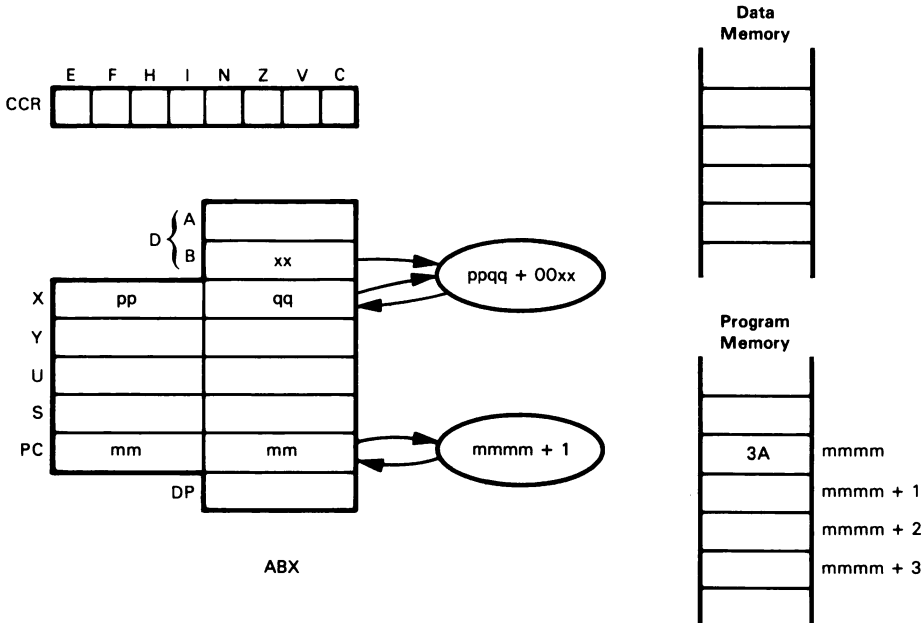 Data
Memory
E F H I N Z V C
CCR
D { A
B xx
ppqq + 00xx
X pp qq
Y
U
S
PC mm mm
mmmm + 1
DP
ABX
Program
Memory
3A mmmm
mmmm + 1
mmmm + 2
mmmm + 3